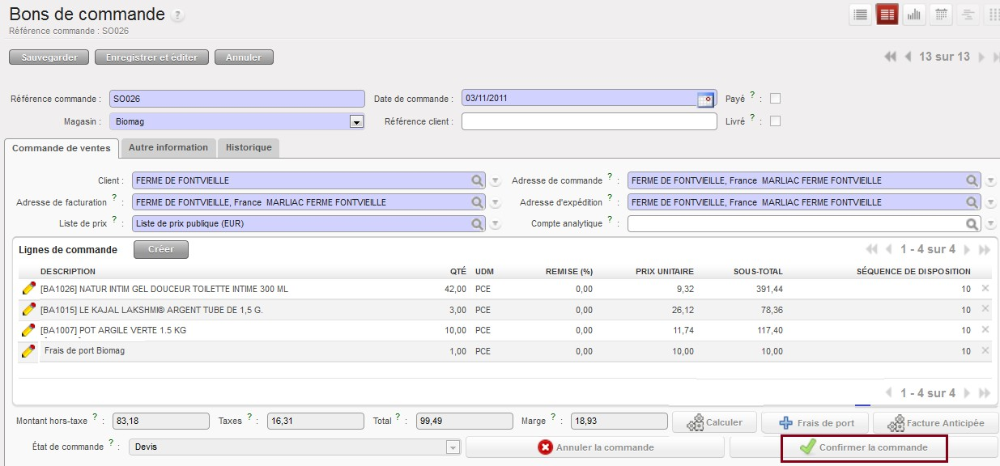 Bons de commande ?
Référence commande : SO026
Sauvegarder Enregistrer et éditer Annuler
13 sur 13
Référence commande : SO026 Date de commande : 03/11/2011 Payé ? :
Magasin : Biomag Référence client : Livré ? :
Commande de ventes Autre information Historique
Client : FERME DE FONTVIEILLE Adresse de commande ? : FERME DE FONTVIEILLE, France MARLIAC FERME FONTVIEILLE
Adresse de facturation ? : FERME DE FONTVIEILLE, France MARLIAC FERME FONTVIEILLE Adresse d'expédition ? : FERME DE FONTVIEILLE, France MARLIAC FERME FONTVIEILLE
Liste de prix ? : Liste de prix publique (EUR) Compte analytique ? :
Lignes de commande Créer 1 - 4 sur 4
DESCRIPTION QTÉ UDM REMISE (%) PRIX UNITAIRE SOUS-TOTAL SÉQUENCE DE DISPOSITION
[BA1026] NATUR INTIM GEL DOUCEUR TOILETTE INTIME 300 ML 42,00 PCE 0,00 9,32 391,44 10
[BA1015] LE KAJAL LAKSHMI® ARGENT TUBE DE 1,5 G. 3,00 PCE 0,00 26,12 78,36 10
[BA1007] POT ARGILE VERTE 1.5 KG 10,00 PCE 0,00 11,74 117,40 10
Frais de port Biomag 1,00 PCE 0,00 10,00 10,00 10
1 - 4 sur 4
Montant hors-taxe ? : 83,18 Taxes ? : 16,31 Total ? : 99,49 Marge ? : 18,93 Calculer Frais de port Facture Anticipée
État de commande ? : Devis Annuler la commande Confirmer la commande